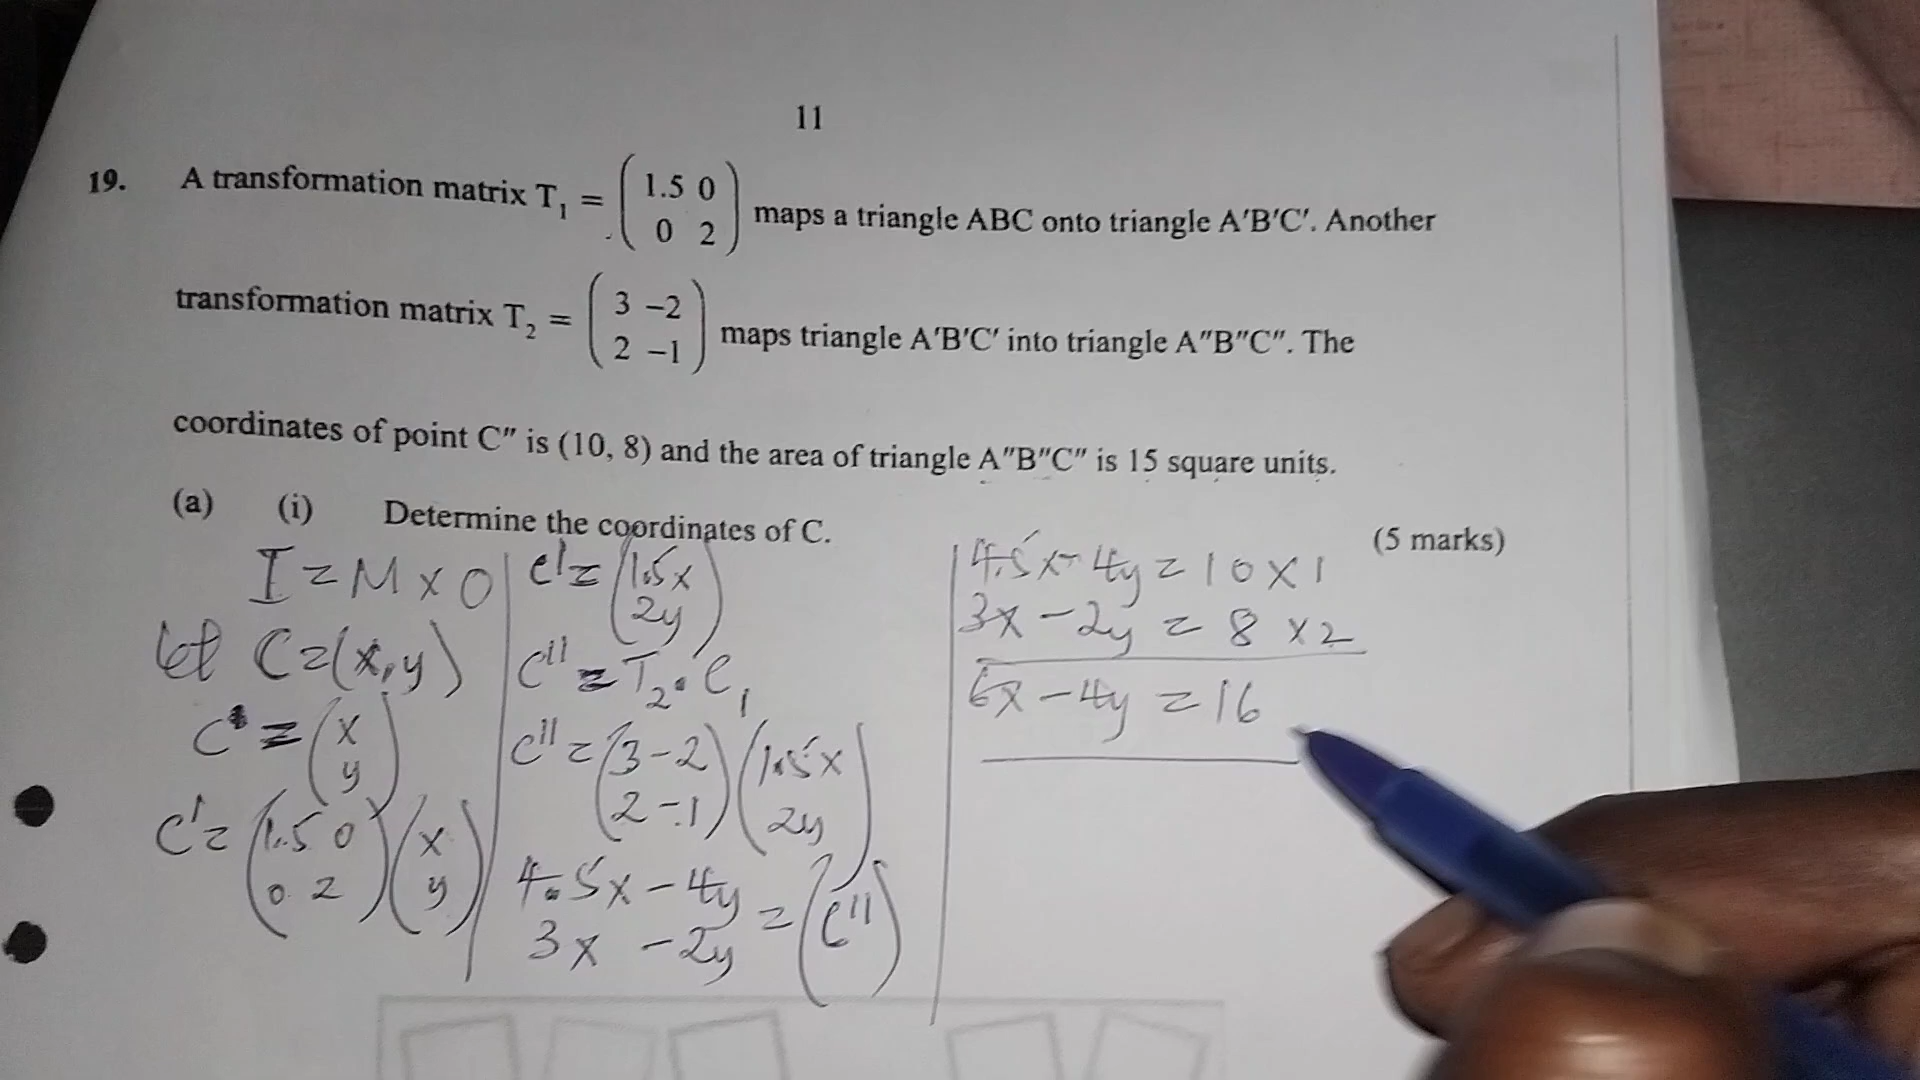 11
19. A transformation matrix T₁ = (1.5 0
0 2) maps a triangle ABC onto triangle A′B′C′. Another
transformation matrix T₂ = (3 −2
2 −1) maps triangle A′B′C′ into triangle A″B″C″. The
coordinates of point C″ is (10, 8) and the area of triangle A″B″C″ is 15 square units.
(a) (i) Determine the coordinates of C. (5 marks)
I = M × O
let C = (x, y)
C = (x
y)
C' = (1.5 0
0 2) (x
y)
C' = (1.5x
2y)
C'' = T₂ . C₁
C'' = (3 -2
2 -1) (1.5x
2y)
4.5x - 4y
3x - 2y = (C'')
4.5x - 4y = 10 × 1
3x - 2y = 8 × 2
6x - 4y = 16